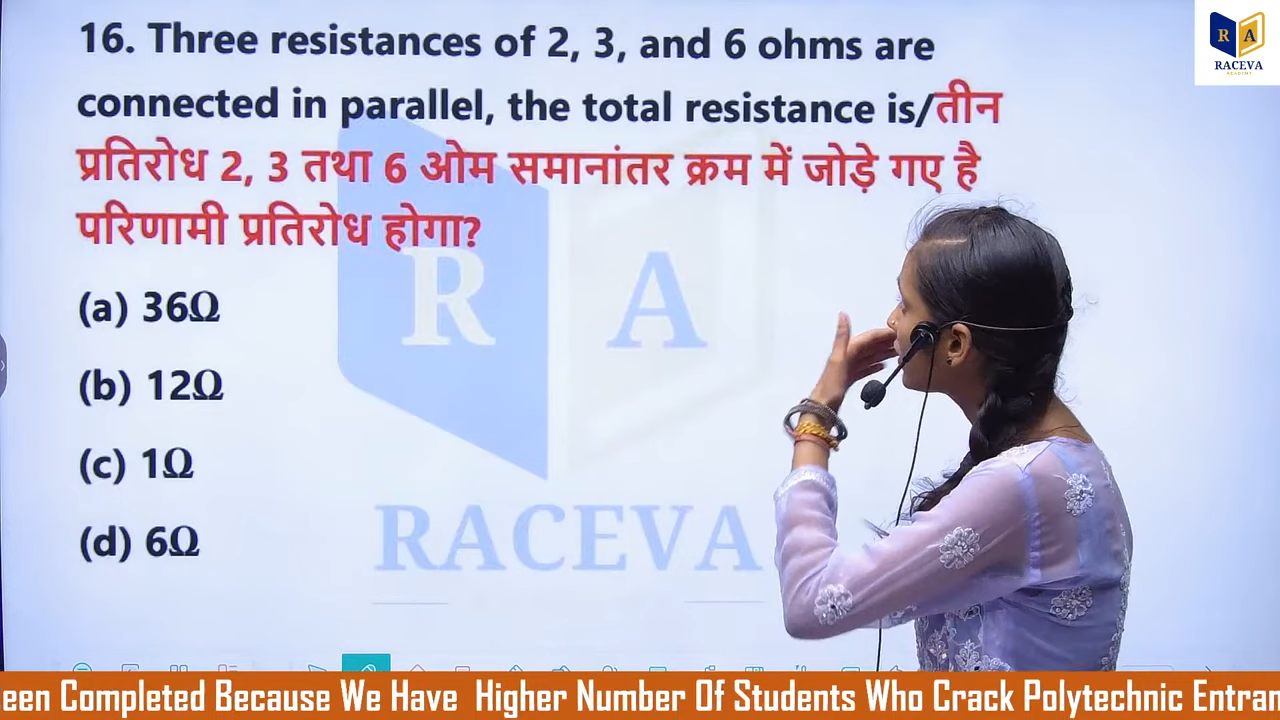 16. Three resistances of 2, 3, and 6 ohms are
connected in parallel, the total resistance is/तीन
प्रतिरोध 2, 3 तथा 6 ओम समानांतर क्रम में जोड़े गए है
परिणामी प्रतिरोध होगा?
(a) 36Ω
(b) 12Ω
(c) 1Ω
(d) 6Ω
R A
RACEVA
R A
RACEVA
ACADEMY
een Completed Because We Have Higher Number Of Students Who Crack Polytechnic Entran